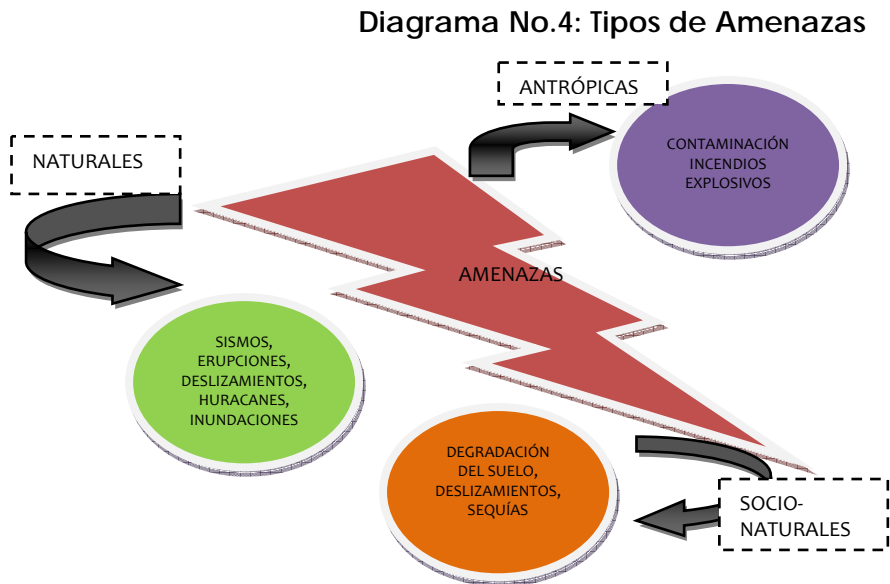 Diagrama No.4: Tipos de Amenazas
ANTRÓPICAS
CONTAMINACIÓN
INCENDIOS
EXPLOSIVOS
NATURALES
AMENAZAS
SISMOS,
ERUPCIONES,
DESLIZAMIENTOS,
HURACANES,
INUNDACIONES
DEGRADACIÓN
DEL SUELO,
DESLIZAMIENTOS,
SEQUÍAS
SOCIO-
NATURALES